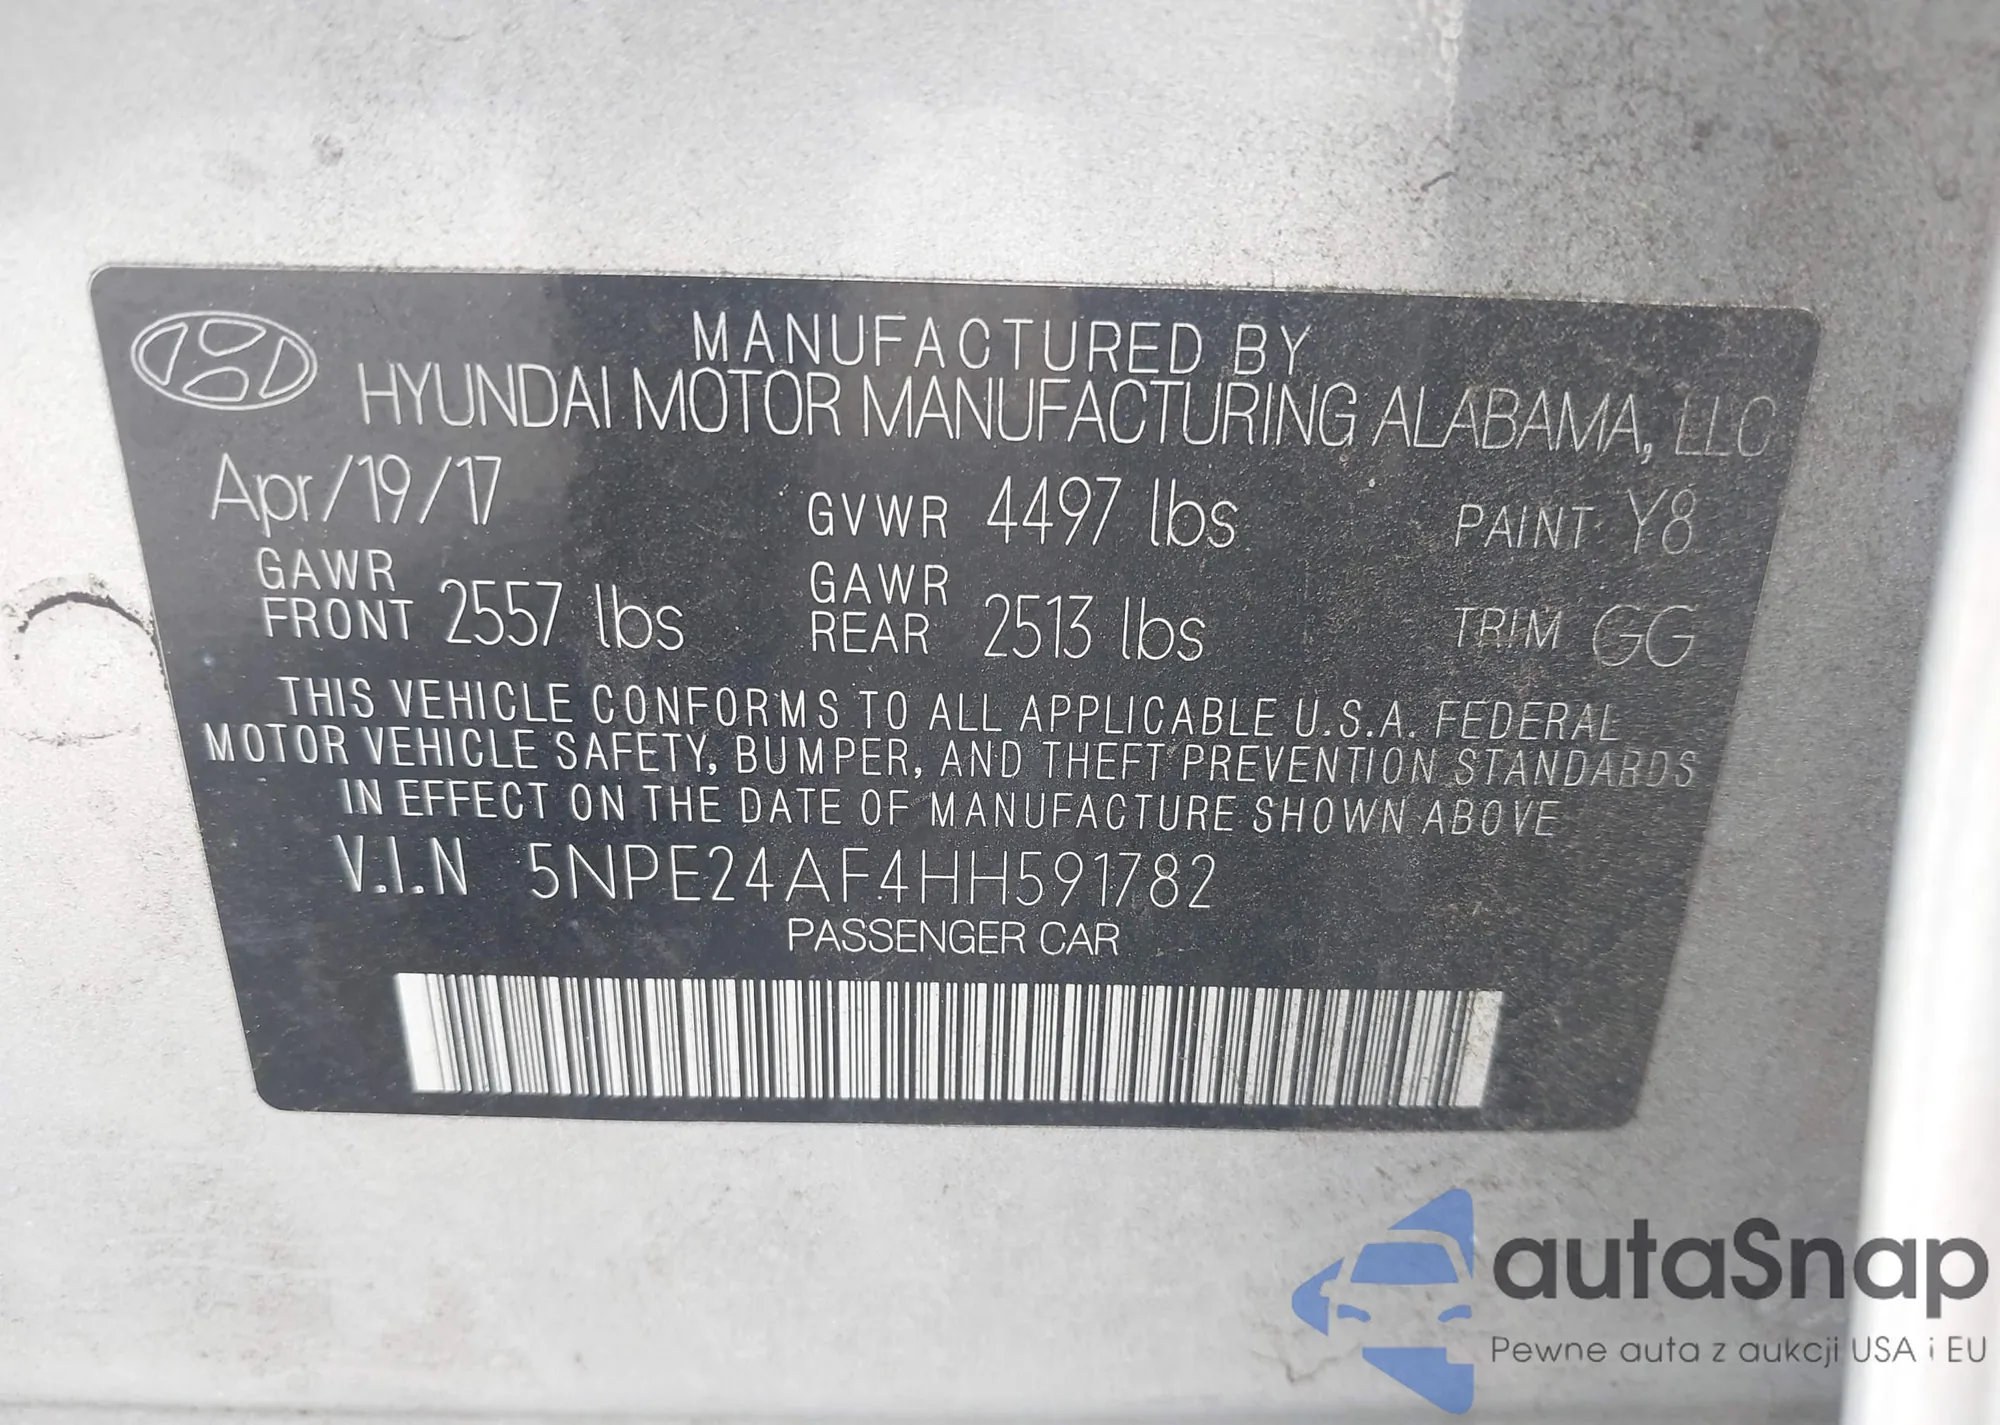 MANUFACTURED BY
HYUNDAI MOTOR MANUFACTURING ALABAMA, LLC
Apr/19/17 GVWR 4497 lbs PAINT Y8
GAWR FRONT 2557 lbs GAWR REAR 2513 lbs TRIM GG
THIS VEHICLE CONFORMS TO ALL APPLICABLE U.S.A. FEDERAL
MOTOR VEHICLE SAFETY, BUMPER, AND THEFT PREVENTION STANDARDS
IN EFFECT ON THE DATE OF MANUFACTURE SHOWN ABOVE
V.I.N 5NPE24AF4HH591782
PASSENGER CAR
autaSnap
Pewne auta z aukcji USA i EU